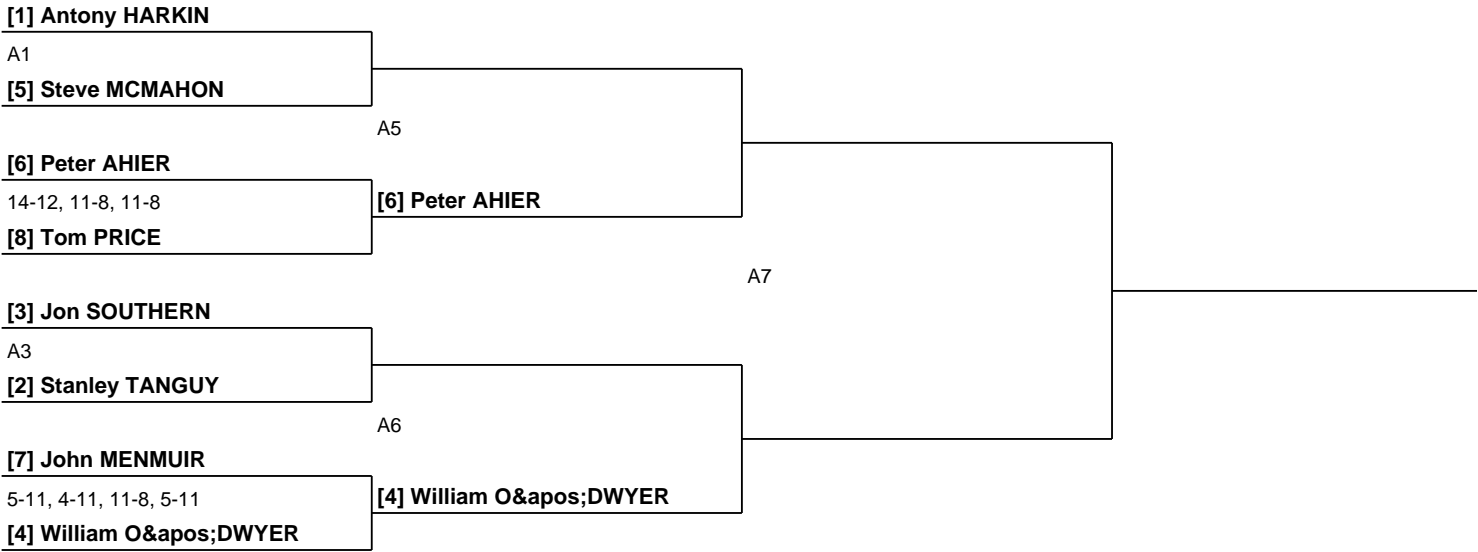 [1] Antony HARKIN
A1
[5] Steve MCMAHON
A5
[6] Peter AHIER
14-12, 11-8, 11-8
[6] Peter AHIER
[8] Tom PRICE
A7
[3] Jon SOUTHERN
A3
[2] Stanley TANGUY
A6
[7] John MENMUIR
5-11, 4-11, 11-8, 5-11
[4] William O&apos;DWYER
[4] William O&apos;DWYER